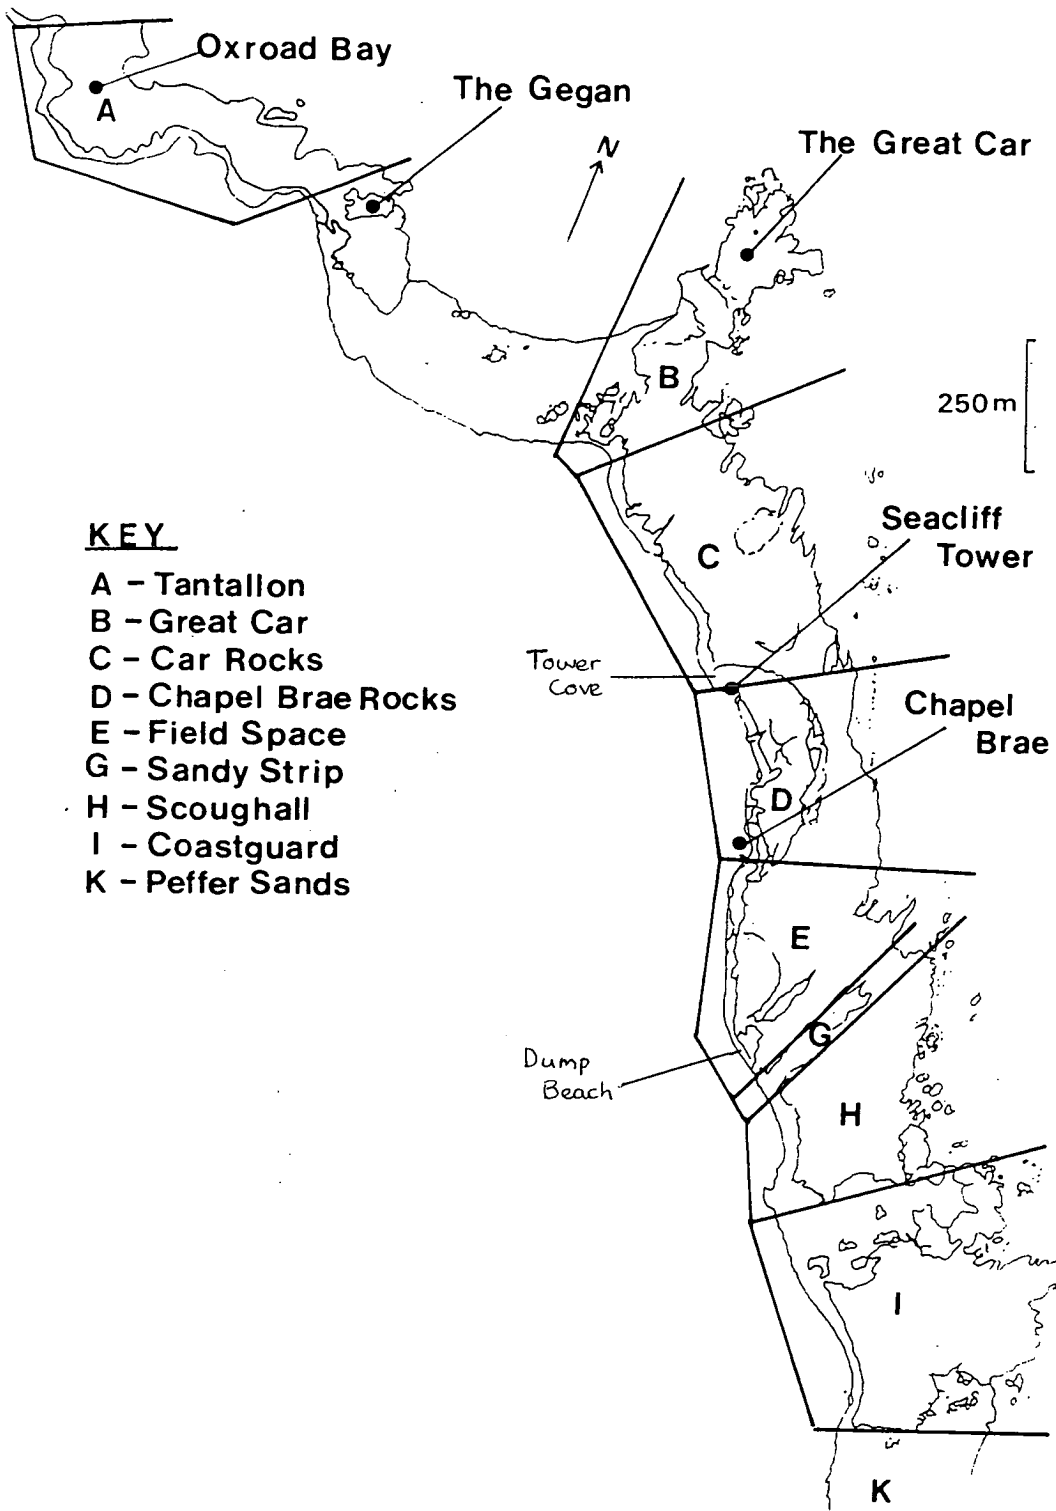 Oxroad Bay
A
The Gegan
N
The Great Car
B
250m
KEY
A - Tantallon
B - Great Car
C - Car Rocks
D - Chapel Brae Rocks
E - Field Space
G - Sandy Strip
H - Scoughall
I - Coastguard
K - Peffer Sands
Seacliff
Tower
C
Tower
Cove
Chapel
Brae
D
E
G
Dump
Beach
H
I
K